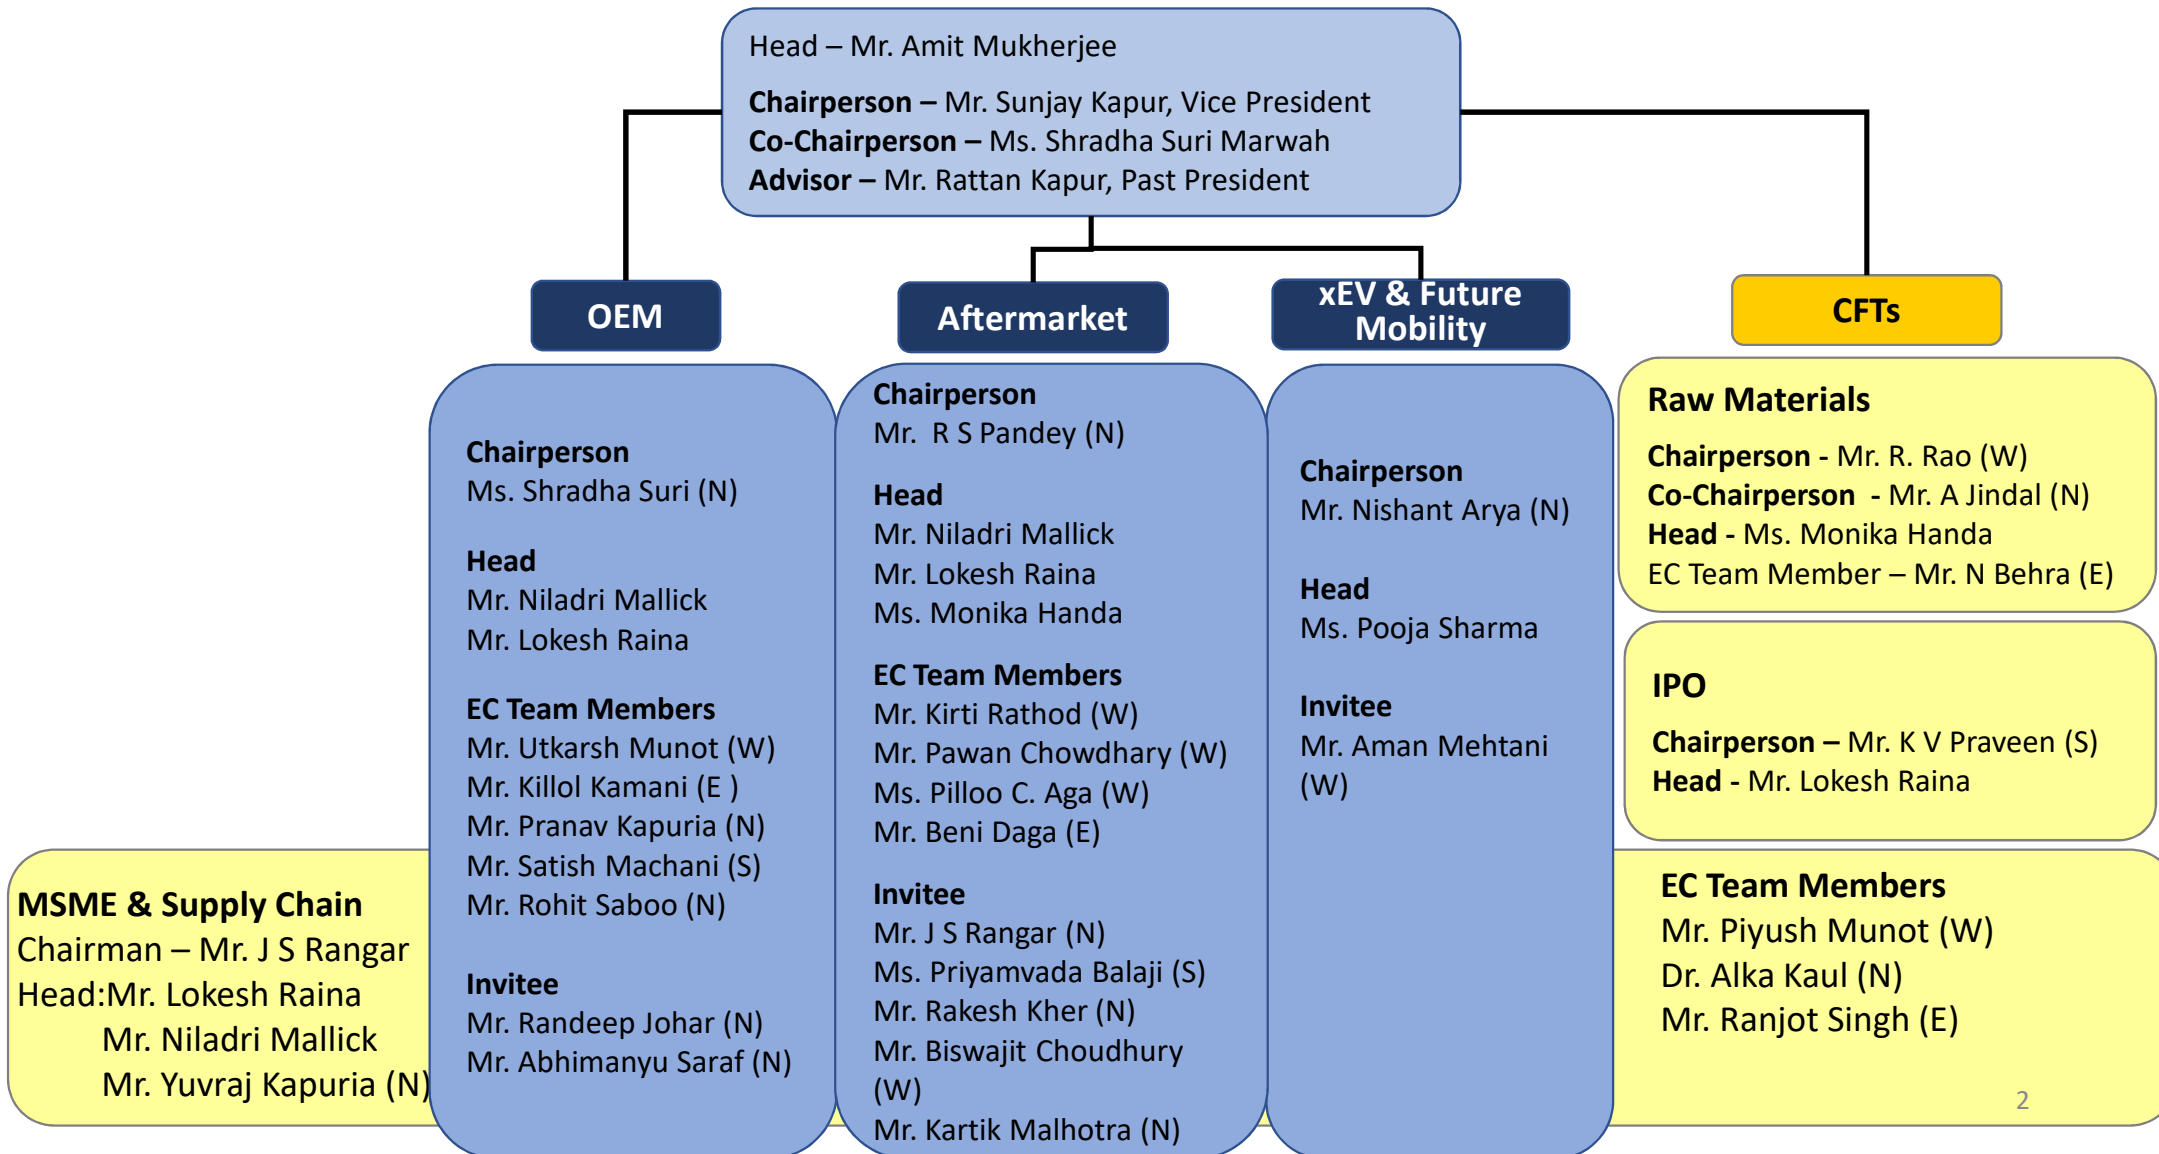 Head – Mr. Amit Mukherjee
Chairperson – Mr. Sunjay Kapur, Vice President
Co-Chairperson – Ms. Shradha Suri Marwah
Advisor – Mr. Rattan Kapur, Past President
OEM
Chairperson
Ms. Shradha Suri (N)
Head
Mr. Niladri Mallick
Mr. Lokesh Raina
EC Team Members
Mr. Utkarsh Munot (W)
Mr. Killol Kamani (E )
Mr. Pranav Kapuria (N)
Mr. Satish Machani (S)
Mr. Rohit Saboo (N)
Invitee
Mr. Randeep Johar (N)
Mr. Abhimanyu Saraf (N)
Aftermarket
Chairperson
Mr.  R S Pandey (N)
Head
Mr. Niladri Mallick
Mr. Lokesh Raina
Ms. Monika Handa
EC Team Members
Mr. Kirti Rathod (W)
Mr. Pawan Chowdhary (W)
Ms. Pilloo C. Aga (W)
Mr. Beni Daga (E)
Invitee
Mr. J S Rangar (N)
Ms. Priyamvada Balaji (S)
Mr. Rakesh Kher (N)
Mr. Biswajit Choudhury
(W)
Mr. Kartik Malhotra (N)
xEV & Future
Mobility
Chairperson
Mr. Nishant Arya (N)
Head
Ms. Pooja Sharma
Invitee
Mr. Aman Mehtani
(W)
CFTs
Raw Materials
Chairperson - Mr. R. Rao (W)
Co-Chairperson  - Mr. A Jindal (N)
Head - Ms. Monika Handa
EC Team Member – Mr. N Behra (E)
IPO
Chairperson – Mr. K V Praveen (S)
Head - Mr. Lokesh Raina
MSME & Supply Chain
Chairman – Mr. J S Rangar
Head:Mr. Lokesh Raina
Mr. Niladri Mallick
Mr. Yuvraj Kapuria (N)
EC Team Members
Mr. Piyush Munot (W)
Dr. Alka Kaul (N)
Mr. Ranjot Singh (E)
2